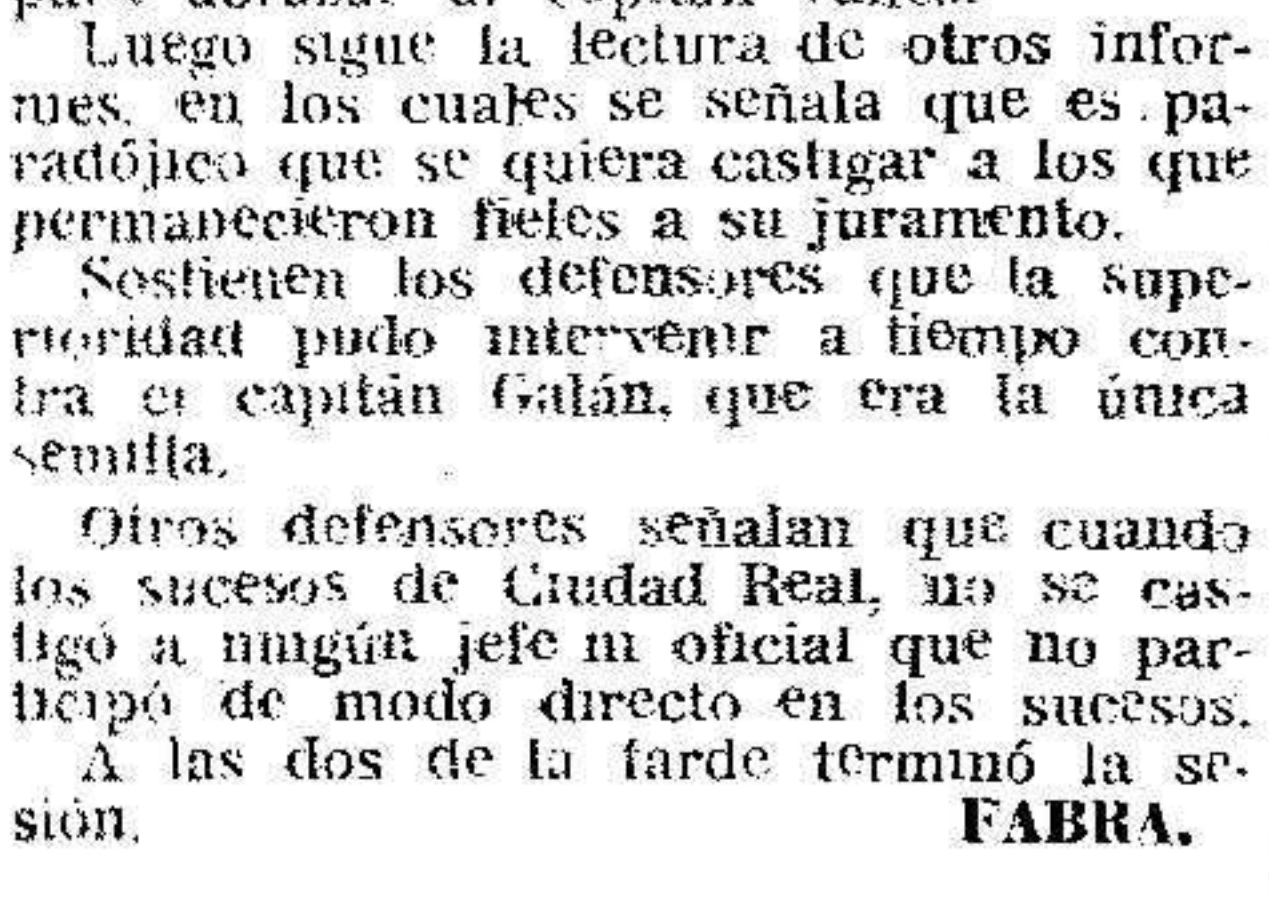 Luego sigue la lectura de otros infor-
mes, en los cuales se señala que es pa-
radójico que se quiera castigar a los que
permanecieron fieles a su juramento.
Sostienen los defensores que la supe-
rioridad pudo intervenir a tiempo con-
tra el capitán Galán, que era la única
semilla.
Otros defensores señalan que cuando
los sucesos de Ciudad Real, no se cas-
tigó a ningún jefe ni oficial que no par-
ticipó de modo directo en los sucesos.
A las dos de la tarde terminó la se-
sión. FABRA.